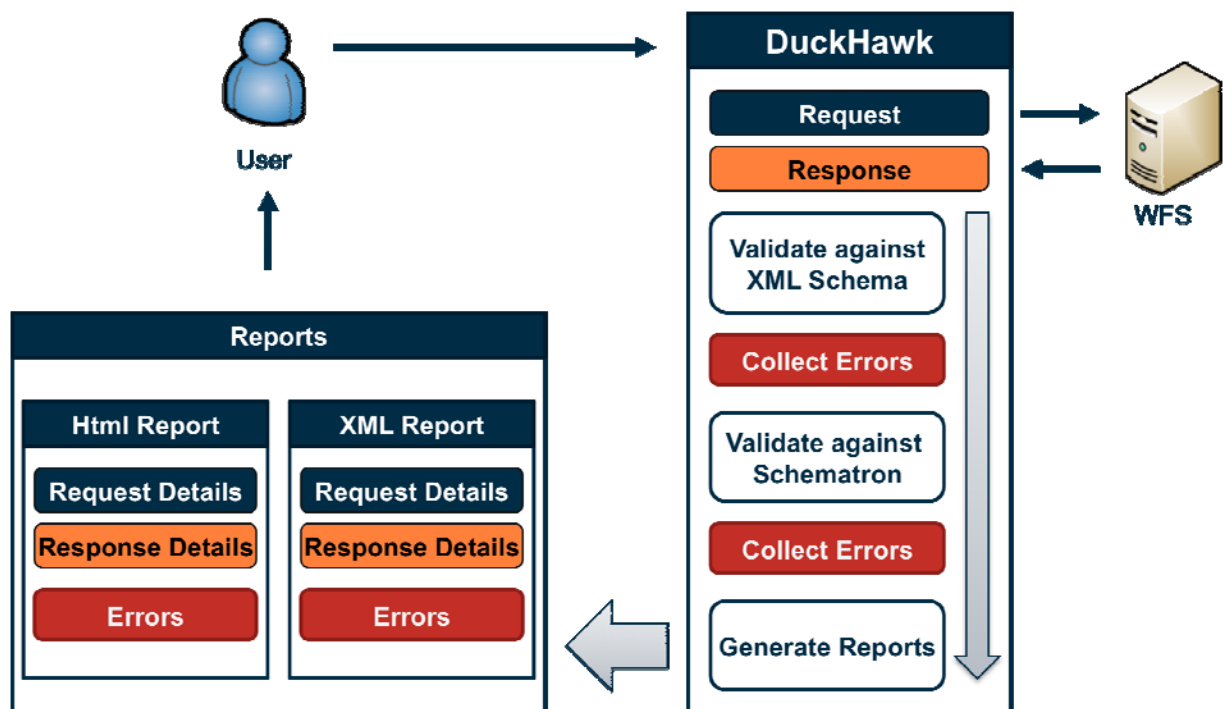 User
DuckHawk
Request
Response
WFS
Validate against
XML Schema
Collect Errors
Validate against
Schematron
Collect Errors
Generate Reports
Reports
Html Report
Request Details
Response Details
Errors
XML Report
Request Details
Response Details
Errors